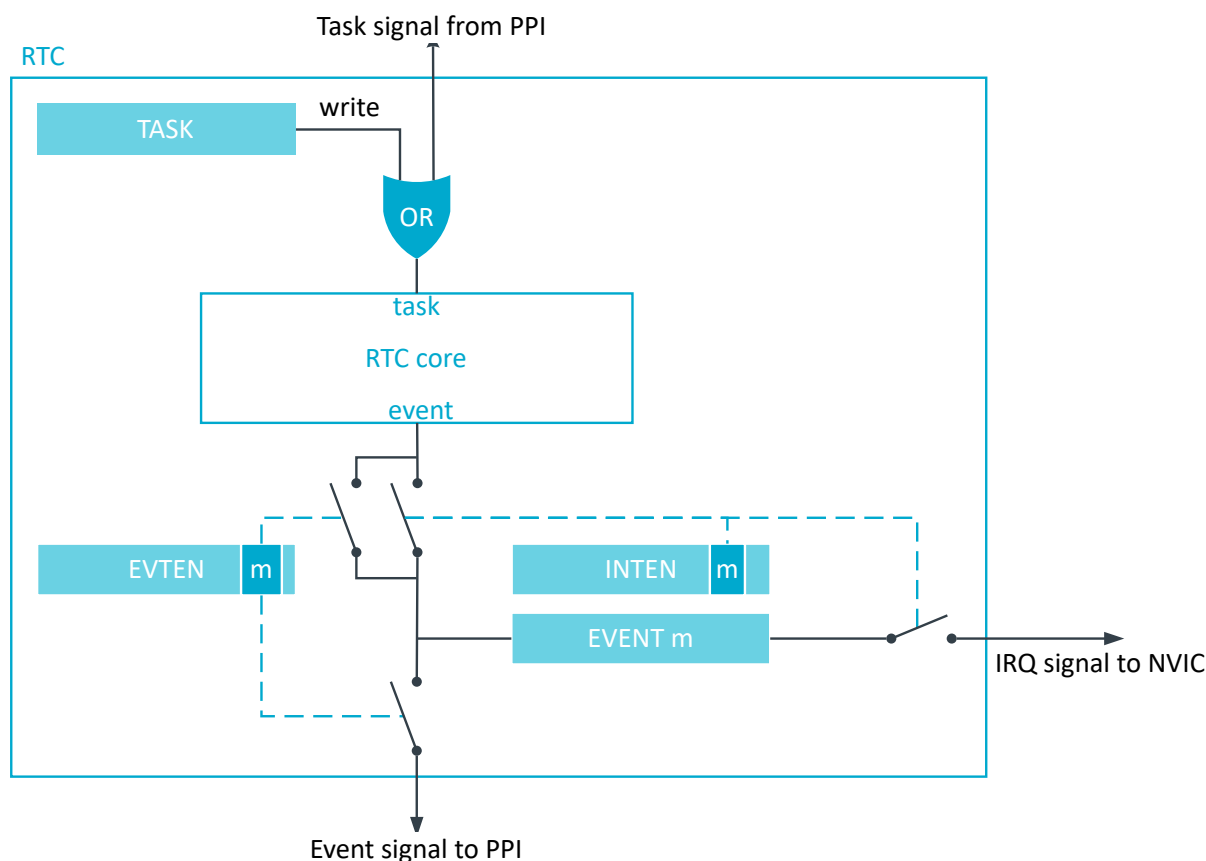 Task signal from PPI
RTC
write
TASK
OR
task
RTC core
event
EVTEN
m
INTEN
m
EVENT m
IRQ signal to NVIC
Event signal to PPI